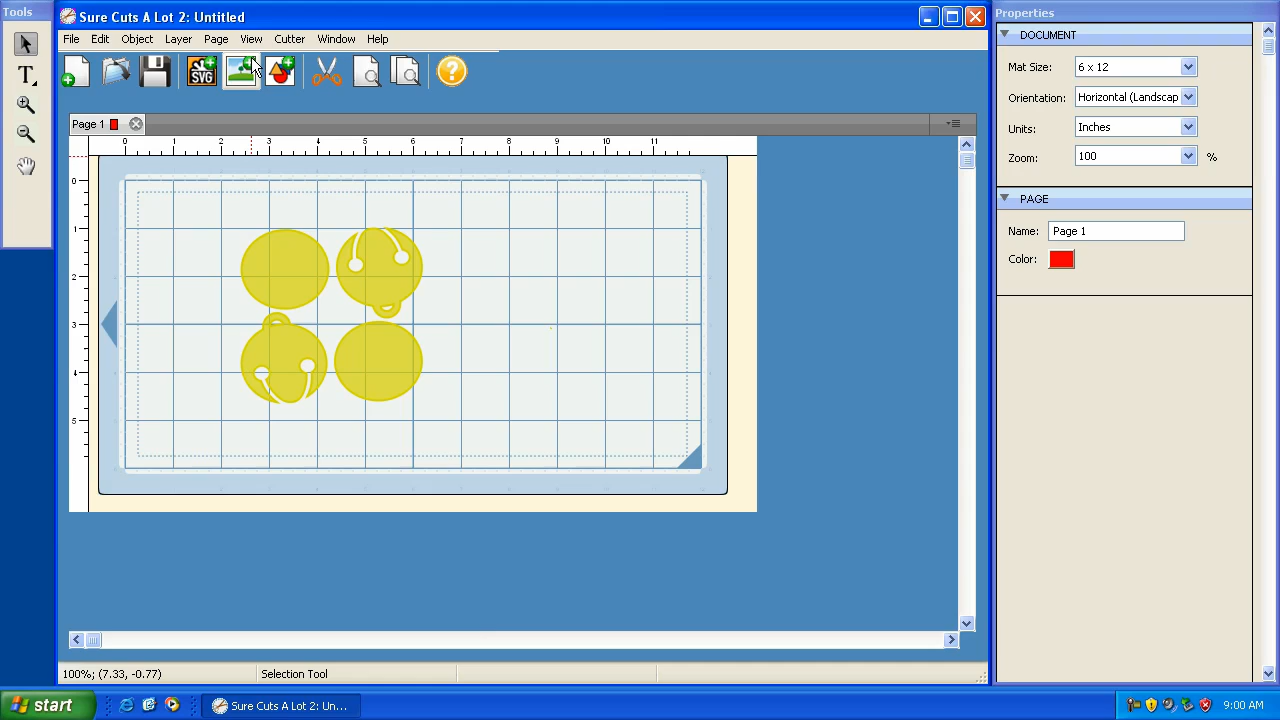 Tools
Sure Cuts A Lot 2: Untitled
Properties
File Edit Object Layer Page View Cutter Window Help
T
SVG
?
DOCUMENT
Mat Size: 6 x 12
Orientation: Horizontal (Landscap
Units: Inches
Zoom: 100 %
Page 1
0 1 2 3 4 5 6 7 8 9 10 11
0
1
2
3
4
5
PAGE
Name: Page 1
Color:
100%; (7.33, -0.77) Selection Tool
start
Sure Cuts A Lot 2: Un...
9:00 AM